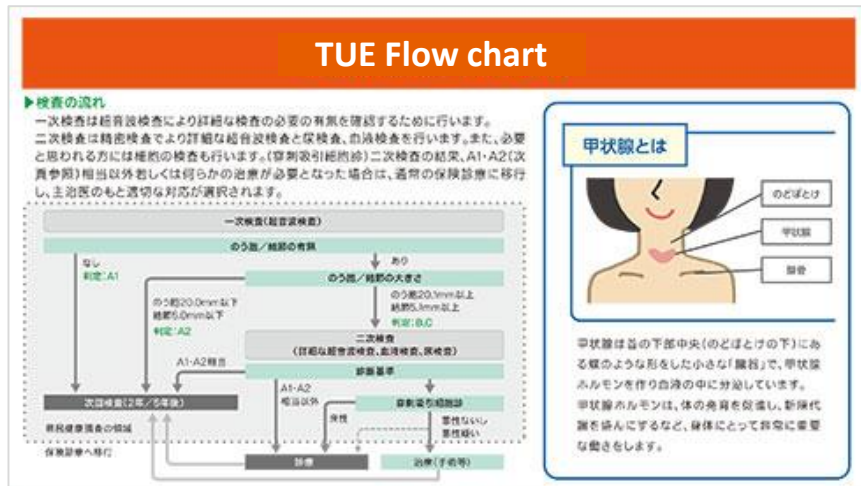 TUE Flow chart
▶検査の流れ
一次検査は超音波検査により詳細な検査の必要の有無を確認するために行います。
二次検査は精密検査でより詳細な超音波検査と尿検査、血液検査を行います。また、必要
と思われる方には細胞の検査も行います。(穿刺吸引細胞診)二次検査の結果、A1・A2(次
頁参照)相当以外若しくは何らかの治療が必要となった場合は、通常の保険診療に移行
し、主治医のもと適切な対応が選択されます。
一次検査(超音波検査)
のう胞/結節の有無
なし
判定:A1
あり
のう胞/結節の大きさ
のう胞20.0mm以下
結節5.0mm以下
判定:A2
のう胞20.1mm以上
結節5.1mm以上
判定:B,C
二次検査
(詳細な超音波検査、血液検査、尿検査)
A1・A2相当
診断基準
A1・A2
相当以外
次回検査(2年/5年後)
穿刺吸引細胞診
良性
悪性ないし
悪性疑い
県民健康調査の領域
保険診療へ移行
診療
治療(手術等)
甲状腺とは
のどぼとけ
甲状腺
鎖骨
甲状腺は首の下部中央(のどぼとけの下)にあ
る蝶のような形をした小さな「臓器」で、甲状腺
ホルモンを作り血液の中に分泌しています。
甲状腺ホルモンは、体の発育を促進し、新陳代
謝を盛んにするなど、身体にとって非常に重要
な働きをします。